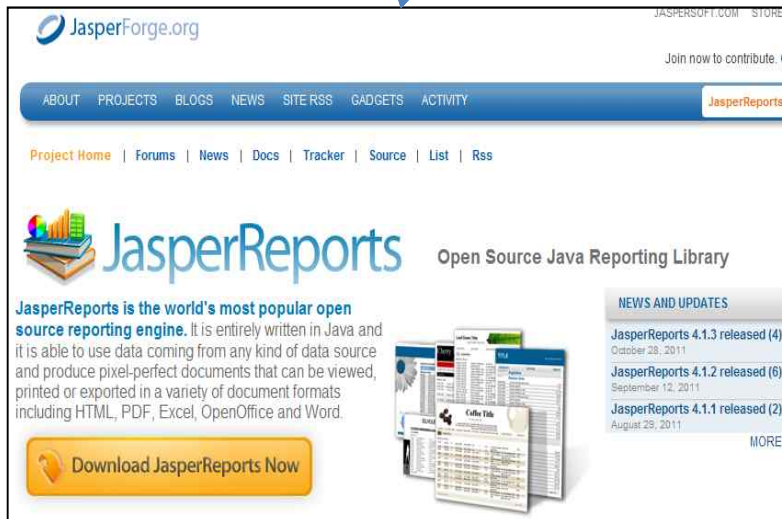 JASPERSOFT.COM STORE
JasperForge.org
Join now to contribute.
ABOUT PROJECTS BLOGS NEWS SITE RSS GADGETS ACTIVITY
JasperReports
Project Home | Forums | News | Docs | Tracker | Source | List | Rss
JasperReports
Open Source Java Reporting Library
JasperReports is the world's most popular open
source reporting engine. It is entirely written in Java and
it is able to use data coming from any kind of data source
and produce pixel-perfect documents that can be viewed,
printed or exported in a variety of document formats
including HTML, PDF, Excel, OpenOffice and Word.
Download JasperReports Now
TITLE
Coffee Title
NEWS AND UPDATES
JasperReports 4.1.3 released (4)
October 28, 2011
JasperReports 4.1.2 released (6)
September 12, 2011
JasperReports 4.1.1 released (2)
August 29, 2011
MORE